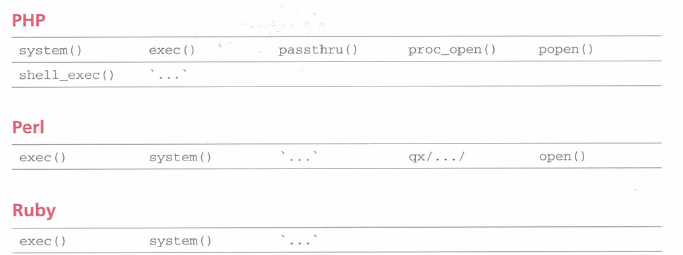 PHP
system() exec() passthru() proc_open() popen()
shell_exec() `...`
Perl
exec() system() `...` qx/.../ open()
Ruby
exec() system() `...`